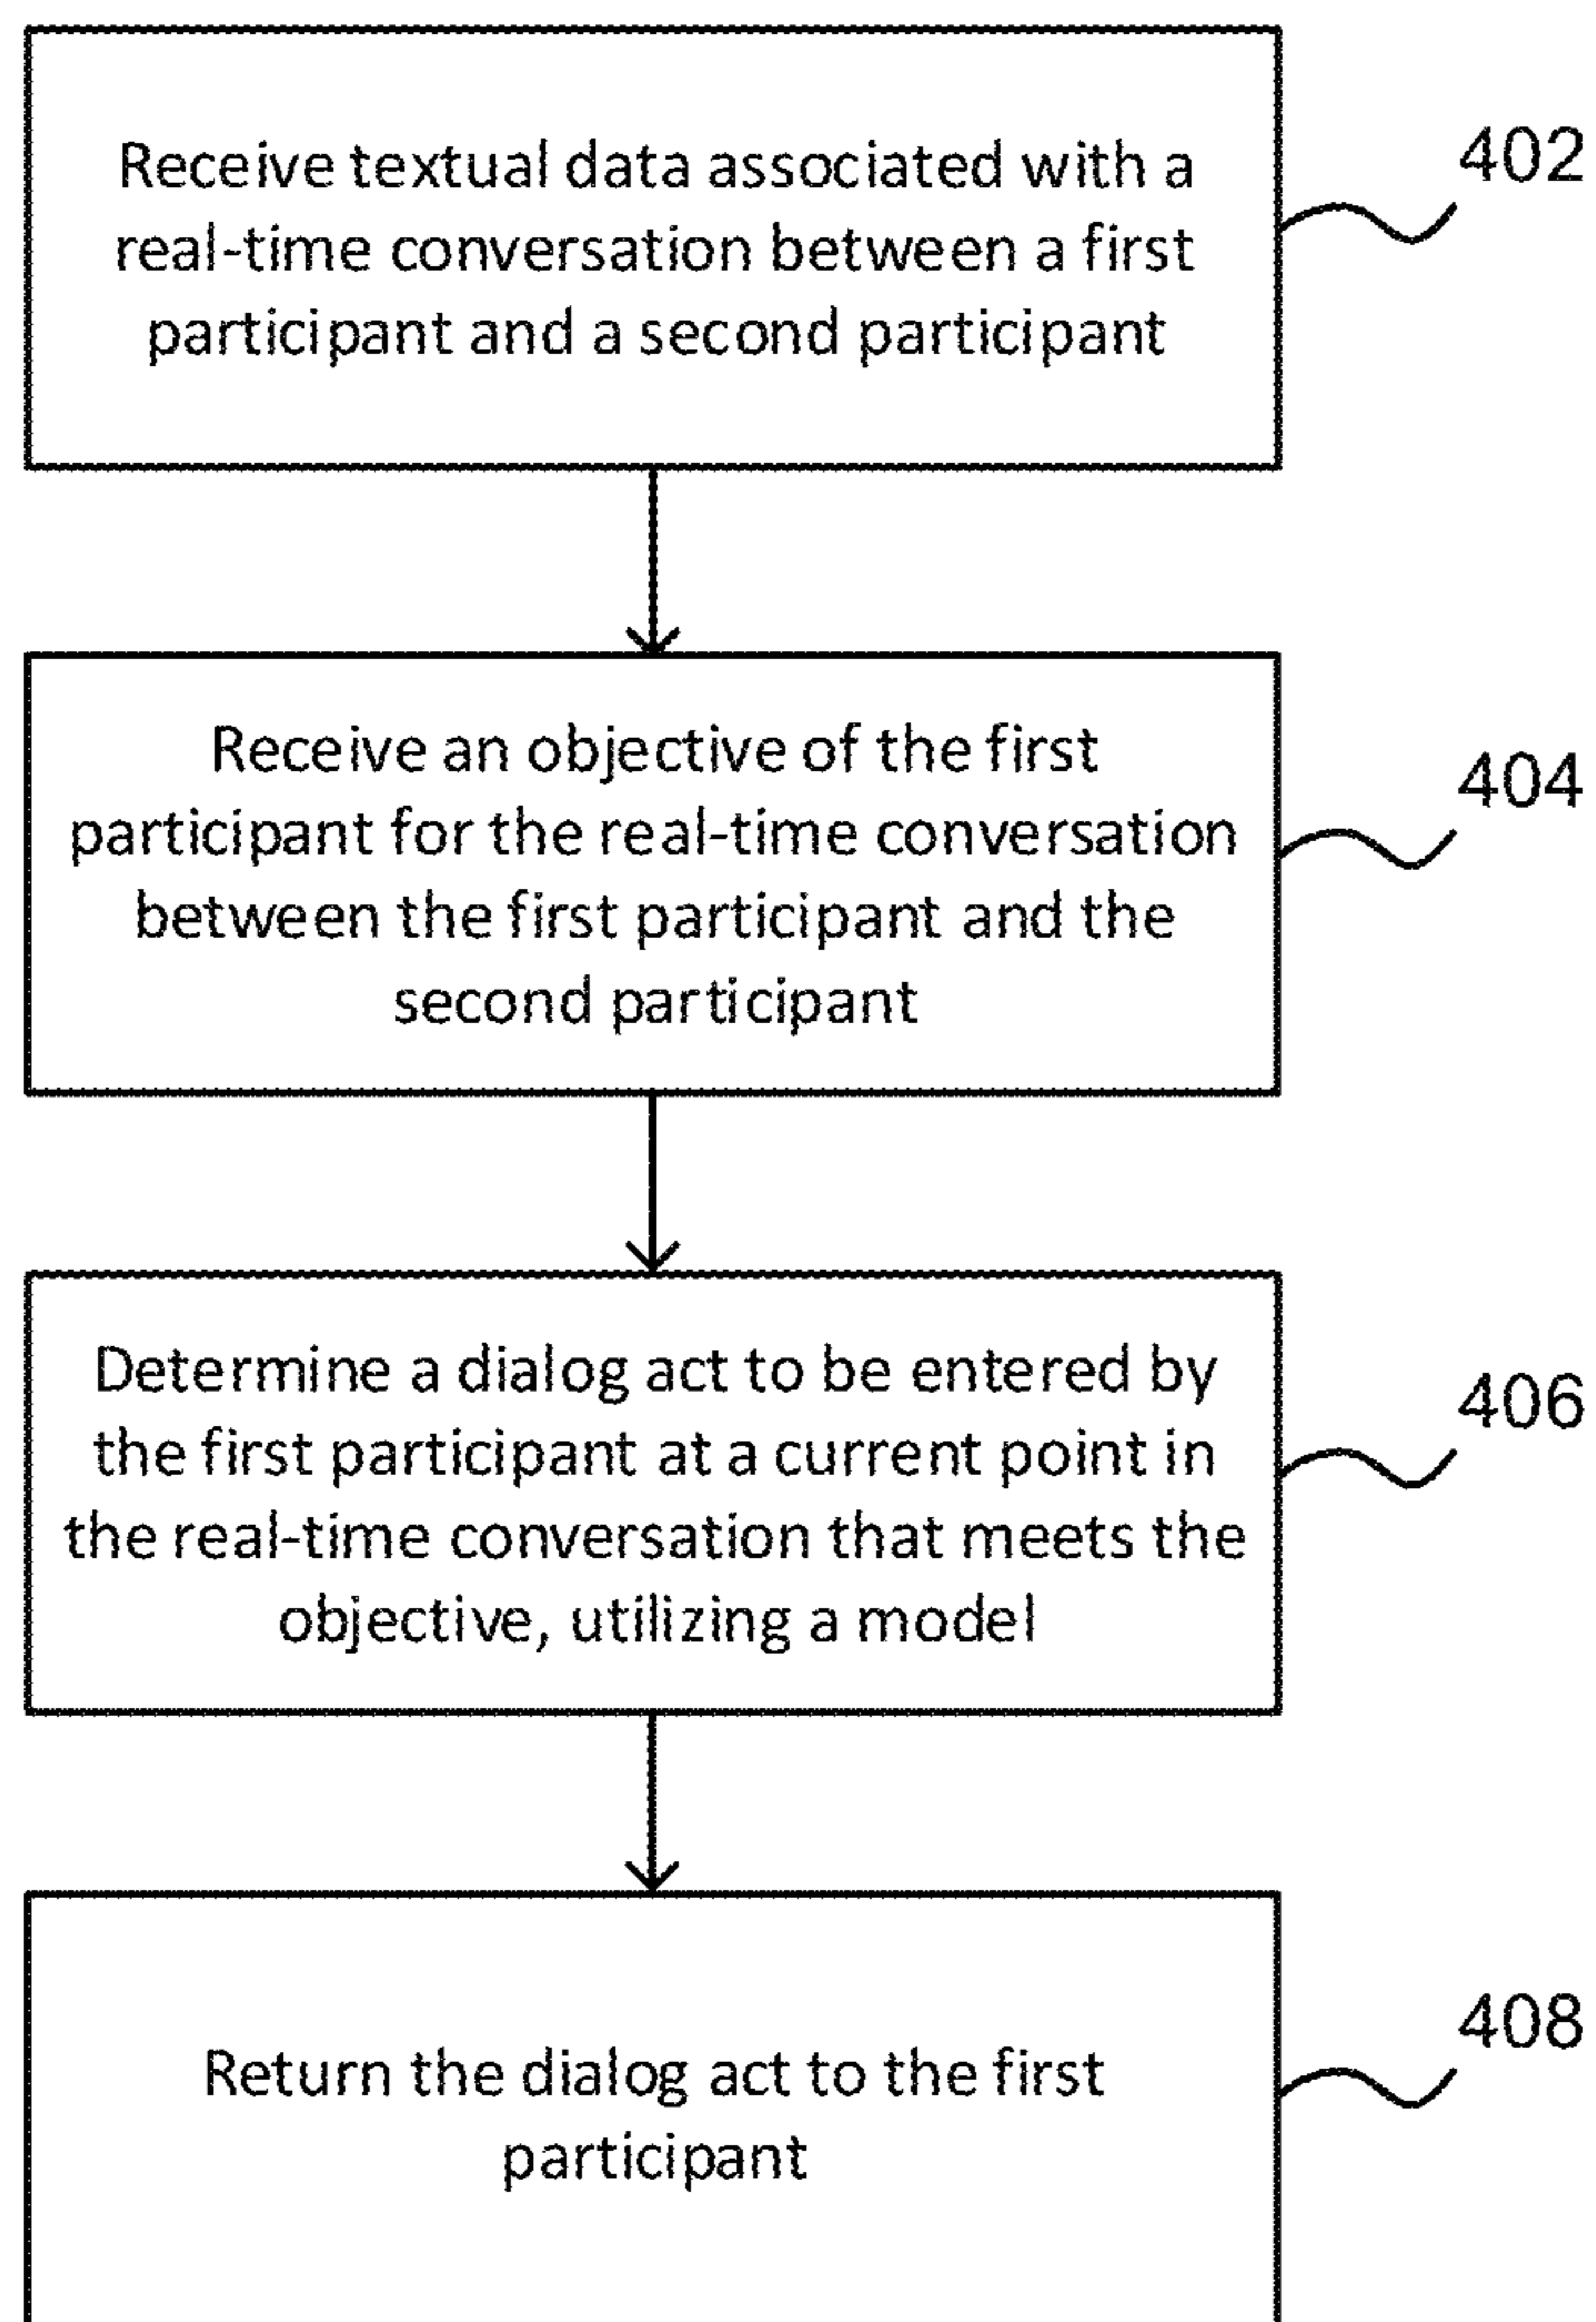 Receive textual data associated with a
real-time conversation between a first
participant and a second participant
402
Receive an objective of the first
participant for the real-time conversation
between the first participant and the
second participant
404
Determine a dialog act to be entered by
the first participant at a current point in
the real-time conversation that meets the
objective, utilizing a model
406
Return the dialog act to the first
participant
408